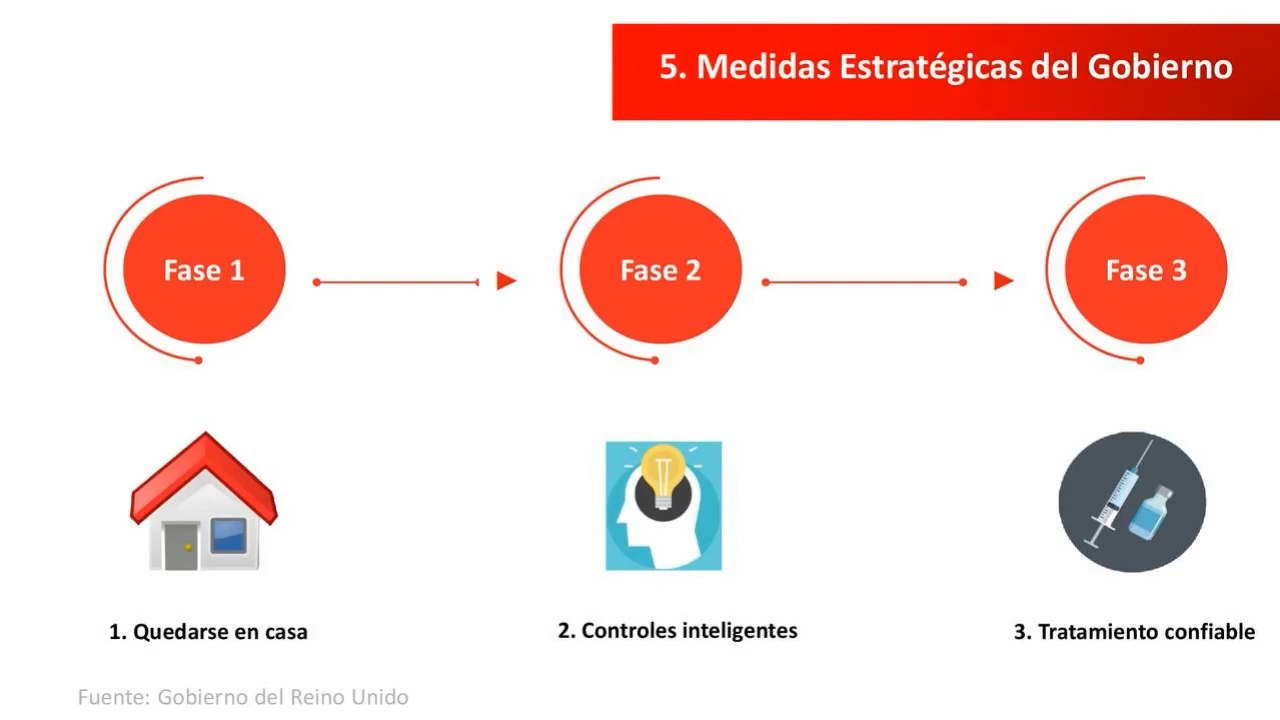 5. Medidas Estratégicas del Gobierno
Fase 1
Fase 2
Fase 3
1. Quedarse en casa
2. Controles inteligentes
3. Tratamiento confiable
Fuente: Gobierno del Reino Unido